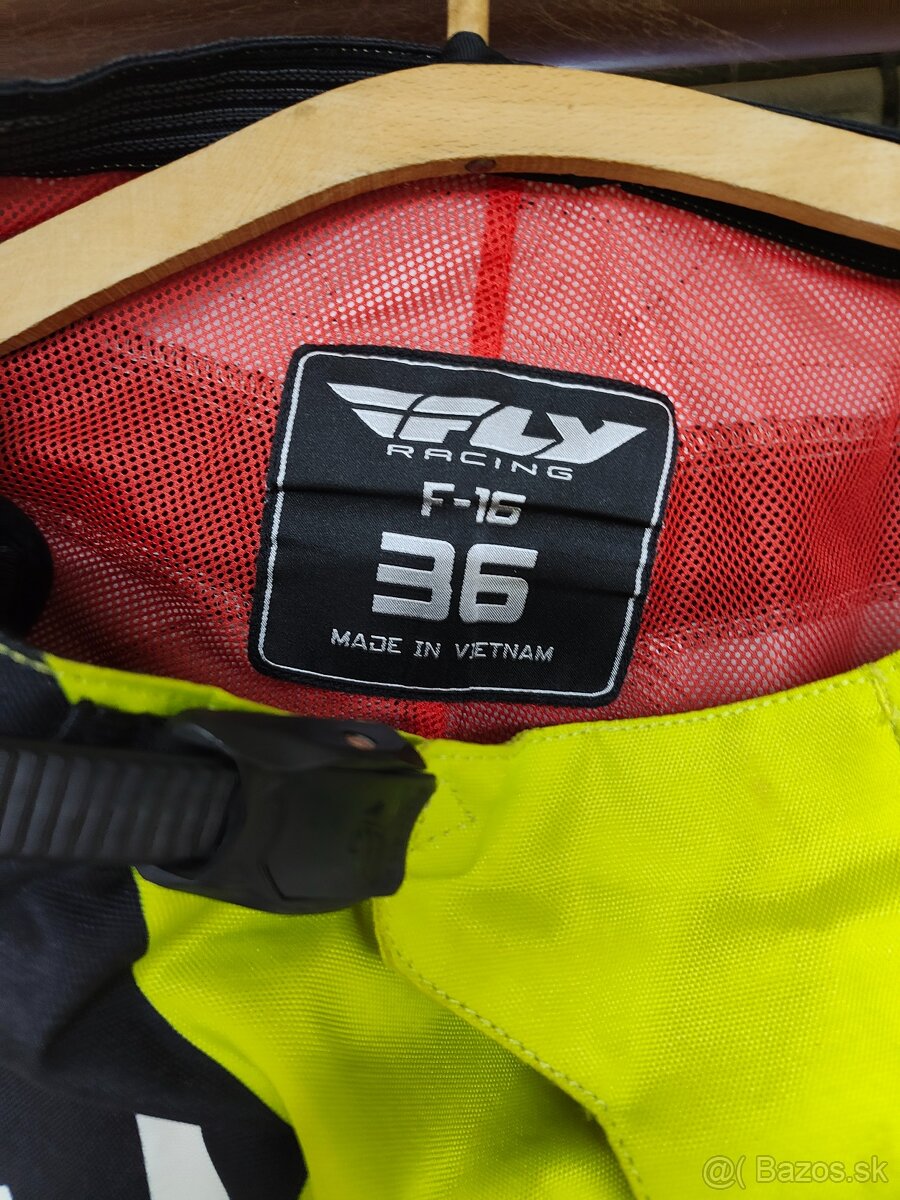 FLY
RACING
F-16
36
MADE IN VIETNAM
@( Bazos.sk